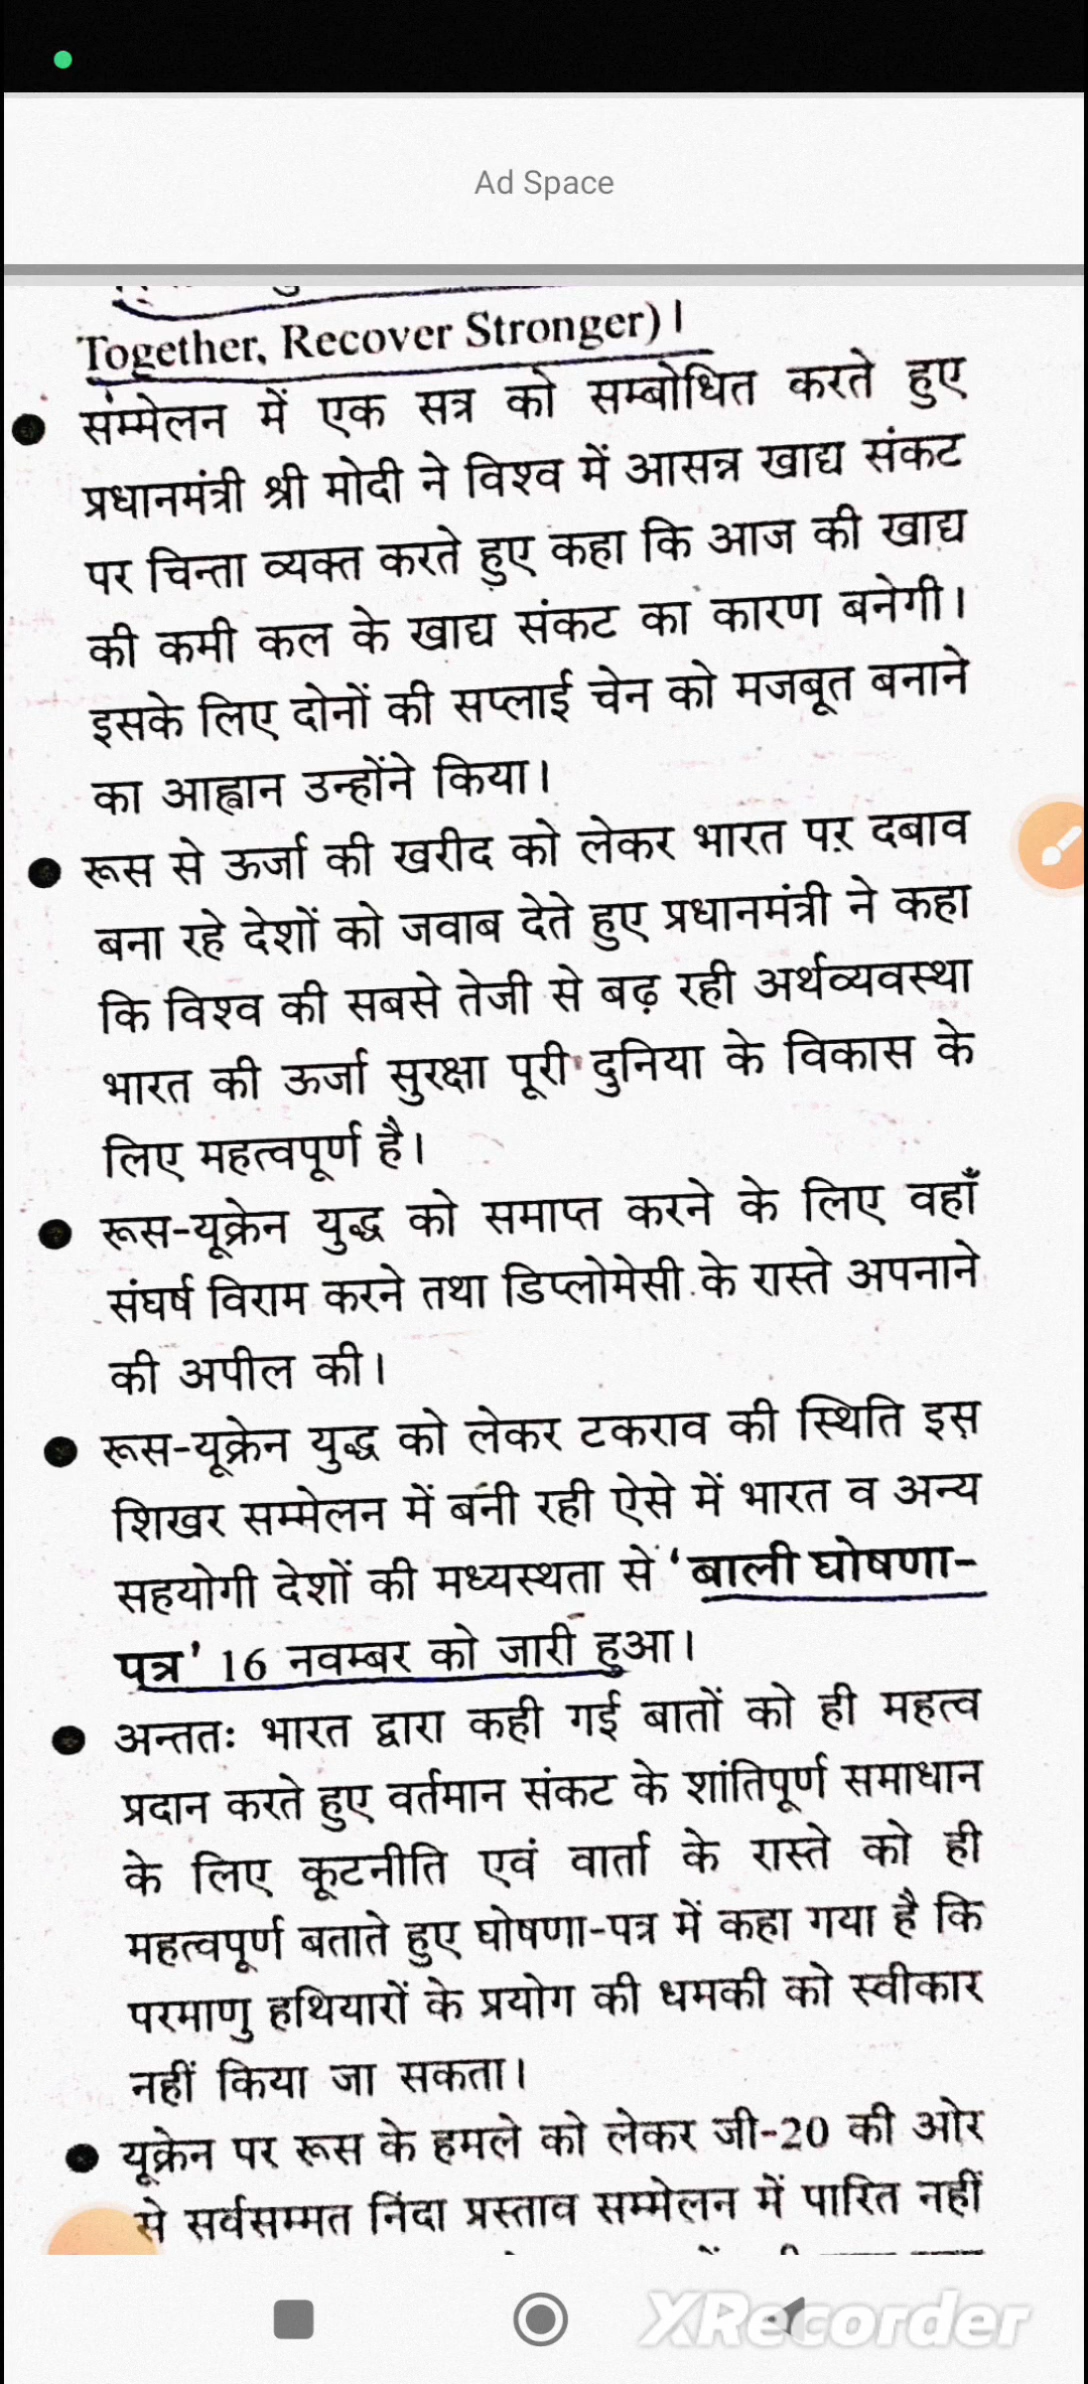 Ad Space
Together, Recover Stronger)।
संम्मेलन में एक सत्र को सम्बोधित करते हुए
प्रधानमंत्री श्री मोदी ने विश्व में आसन्न खाद्य संकट
पर चिन्ता व्यक्त करते हुए कहा कि आज की खाद्य
की कमी कल के खाद्य संकट का कारण बनेगी।
इसके लिए दोनों की सप्लाई चेन को मजबूत बनाने
का आह्वान उन्होंने किया।
रूस से ऊर्जा की खरीद को लेकर भारत पर दबाव
बना रहे देशों को जवाब देते हुए प्रधानमंत्री ने कहा
कि विश्व की सबसे तेजी से बढ़ रही अर्थव्यवस्था
भारत की ऊर्जा सुरक्षा पूरी दुनिया के विकास के
लिए महत्वपूर्ण है।
रूस-यूक्रेन युद्ध को समाप्त करने के लिए वहाँ
संघर्ष विराम करने तथा डिप्लोमेसी के रास्ते अपनाने
की अपील की।
रूस-यूक्रेन युद्ध को लेकर टकराव की स्थिति इस
शिखर सम्मेलन में बनी रही ऐसे में भारत व अन्य
सहयोगी देशों की मध्यस्थता से 'बाली घोषणा-
पत्र' 16 नवम्बर को जारी हुआ।
अन्ततः भारत द्वारा कही गई बातों को ही महत्व
प्रदान करते हुए वर्तमान संकट के शांतिपूर्ण समाधान
के लिए कूटनीति एवं वार्ता के रास्ते को ही
महत्वपूर्ण बताते हुए घोषणा-पत्र में कहा गया है कि
परमाणु हथियारों के प्रयोग की धमकी को स्वीकार
नहीं किया जा सकता।
यूक्रेन पर रूस के हमले को लेकर जी-20 की ओर
से सर्वसम्मत निंदा प्रस्ताव सम्मेलन में पारित नहीं
XRecorder